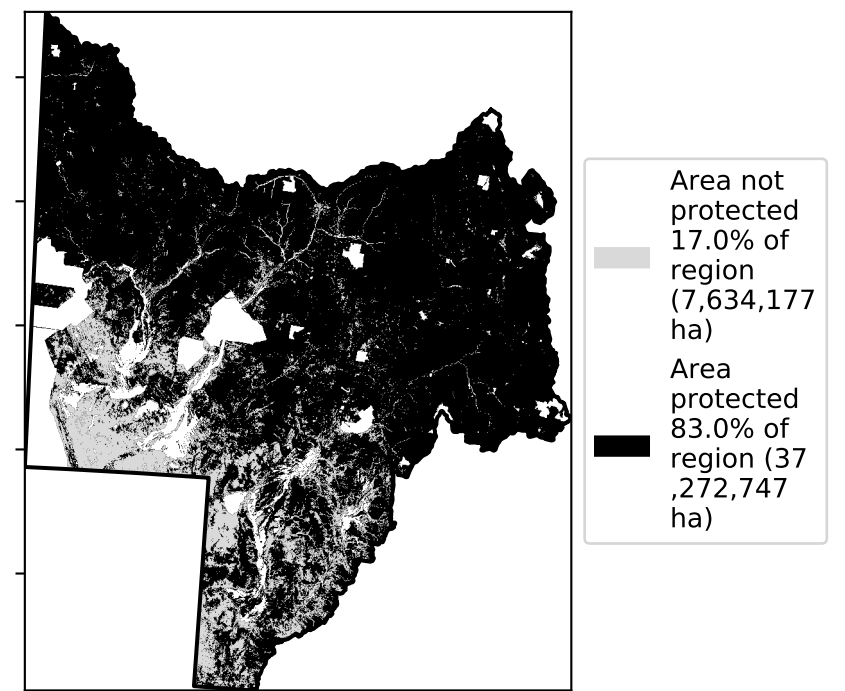 Area not
protected
17.0% of
region
(7,634,177
ha)
Area
protected
83.0% of
region (37
,272,747
ha)